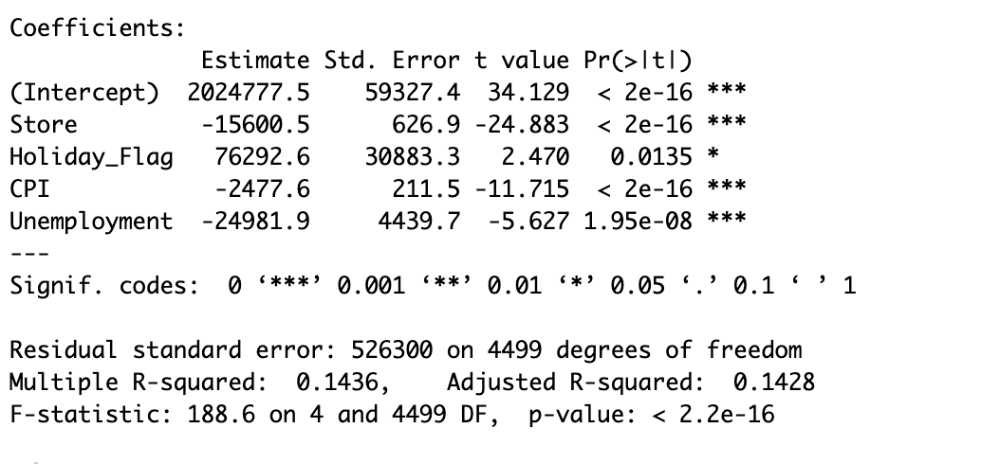 Coefficients:
Estimate Std. Error t value Pr(>|t|)
(Intercept) 2024777.5 59327.4 34.129 < 2e-16 ***
Store -15600.5 626.9 -24.883 < 2e-16 ***
Holiday_Flag 76292.6 30883.3 2.470 0.0135 *
CPI -2477.6 211.5 -11.715 < 2e-16 ***
Unemployment -24981.9 4439.7 -5.627 1.95e-08 ***
---
Signif. codes: 0 ‘***’ 0.001 ‘**’ 0.01 ‘*’ 0.05 ‘.’ 0.1 ‘ ’ 1
Residual standard error: 526300 on 4499 degrees of freedom
Multiple R-squared: 0.1436, Adjusted R-squared: 0.1428
F-statistic: 188.6 on 4 and 4499 DF, p-value: < 2.2e-16